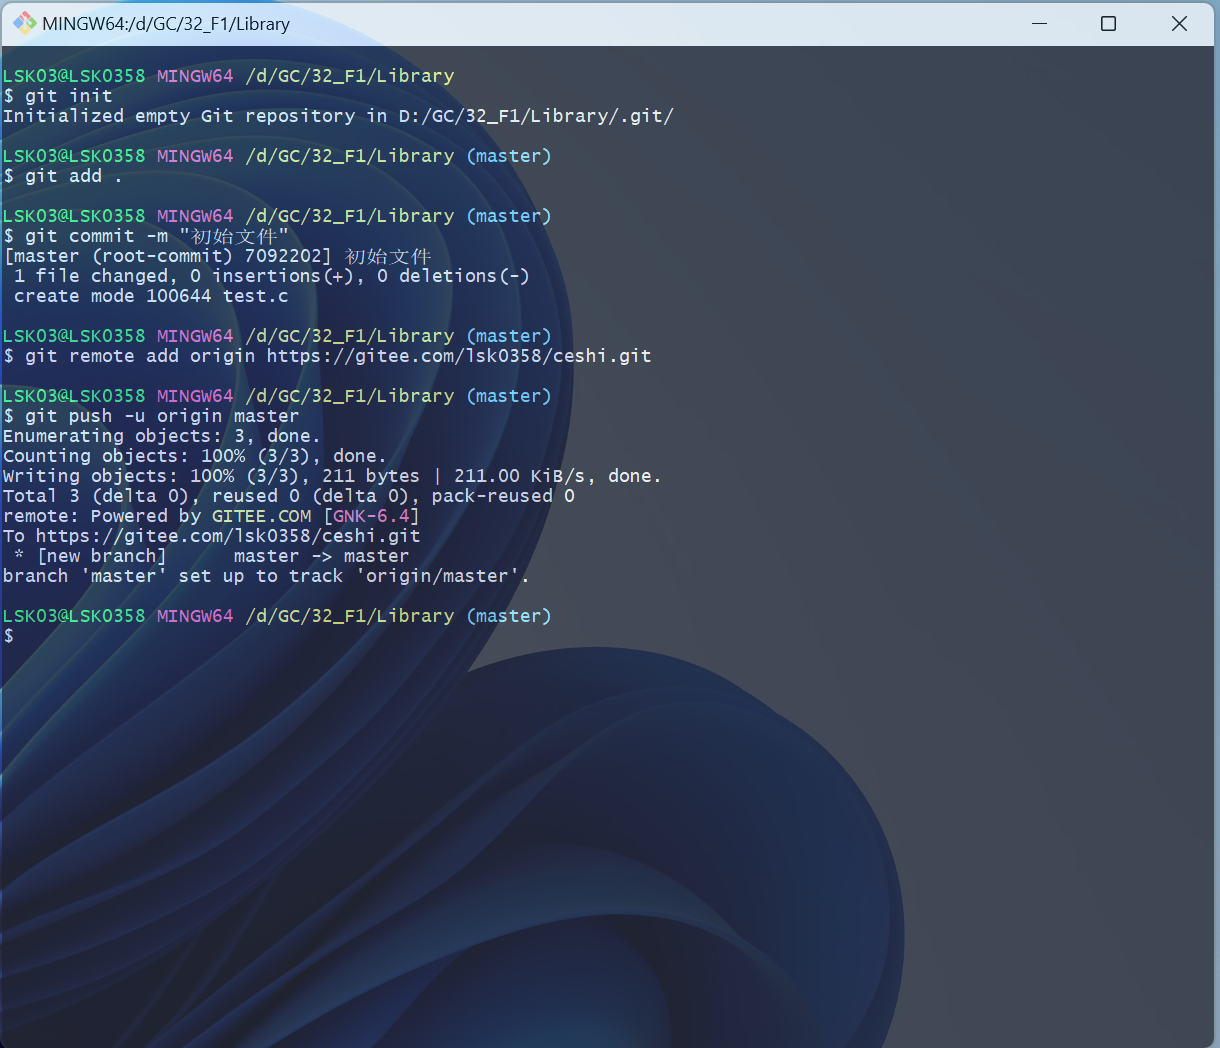 MINGW64:/d/GC/32_F1/Library
LSK03@LSK0358 MINGW64 /d/GC/32_F1/Library
$ git init
Initialized empty Git repository in D:/GC/32_F1/Library/.git/
LSK03@LSK0358 MINGW64 /d/GC/32_F1/Library (master)
$ git add .
LSK03@LSK0358 MINGW64 /d/GC/32_F1/Library (master)
$ git commit -m "初始文件"
[master (root-commit) 7092202] 初始文件
 1 file changed, 0 insertions(+), 0 deletions(-)
 create mode 100644 test.c
LSK03@LSK0358 MINGW64 /d/GC/32_F1/Library (master)
$ git remote add origin https://gitee.com/lsk0358/ceshi.git
LSK03@LSK0358 MINGW64 /d/GC/32_F1/Library (master)
$ git push -u origin master
Enumerating objects: 3, done.
Counting objects: 100% (3/3), done.
Writing objects: 100% (3/3), 211 bytes | 211.00 KiB/s, done.
Total 3 (delta 0), reused 0 (delta 0), pack-reused 0
remote: Powered by GITEE.COM [GNK-6.4]
To https://gitee.com/lsk0358/ceshi.git
 * [new branch]      master -> master
branch 'master' set up to track 'origin/master'.
LSK03@LSK0358 MINGW64 /d/GC/32_F1/Library (master)
$